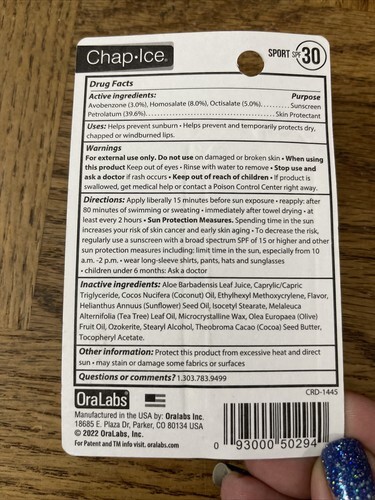 Chap•Ice®
SPORT SPF 30
Drug Facts
Active ingredients: Purpose
Avobenzone (3.0%), Homosalate (8.0%), Octisalate (5.0%)..........Sunscreen
Petrolatum (39.6%)..........Skin Protectant
Uses: Helps prevent sunburn • Helps prevent and temporarily protects dry,
chapped or windburned lips.
Warnings
For external use only. Do not use on damaged or broken skin • When using
this product Keep out of eyes • Rinse with water to remove • Stop use and
ask a doctor if rash occurs • Keep out of reach of children • If product is
swallowed, get medical help or contact a Poison Control Center right away.
Directions: Apply liberally 15 minutes before sun exposure • reapply: after
80 minutes of swimming or sweating • immediately after towel drying • at
least every 2 hours • Sun Protection Measures. Spending time in the sun
increases your risk of skin cancer and early skin aging • To decrease the risk,
regularly use a sunscreen with a broad spectrum SPF of 15 or higher and other
sun protection measures including: limit time in the sun, especially from 10
a.m. -2 p.m. • wear long-sleeve shirts, pants, hats and sunglasses
• children under 6 months: Ask a doctor
Inactive ingredients: Aloe Barbadensis Leaf Juice, Caprylic/Capric
Triglyceride, Cocos Nucifera (Coconut) Oil, Ethylhexyl Methoxycrylene, Flavor,
Helianthus Annuus (Sunflower) Seed Oil, Isocetyl Stearate, Melaleuca
Alternifolia (Tea Tree) Leaf Oil, Microcrystalline Wax, Olea Europaea (Olive)
Fruit Oil, Ozokerite, Stearyl Alcohol, Theobroma Cacao (Cocoa) Seed Butter,
Tocopheryl Acetate.
Other information: Protect this product from excessive heat and direct
sun • may stain or damage some fabrics or surfaces
Questions or comments? 1.303.783.9499
CRD-1445
OraLabs
Manufactured in the USA by: Oralabs Inc.
18685 E. Plaza Dr, Parker, CO 80134 USA
© 2022 OraLabs, Inc.
For Patent and TM info visit. oralabs.com
0 93000 50294